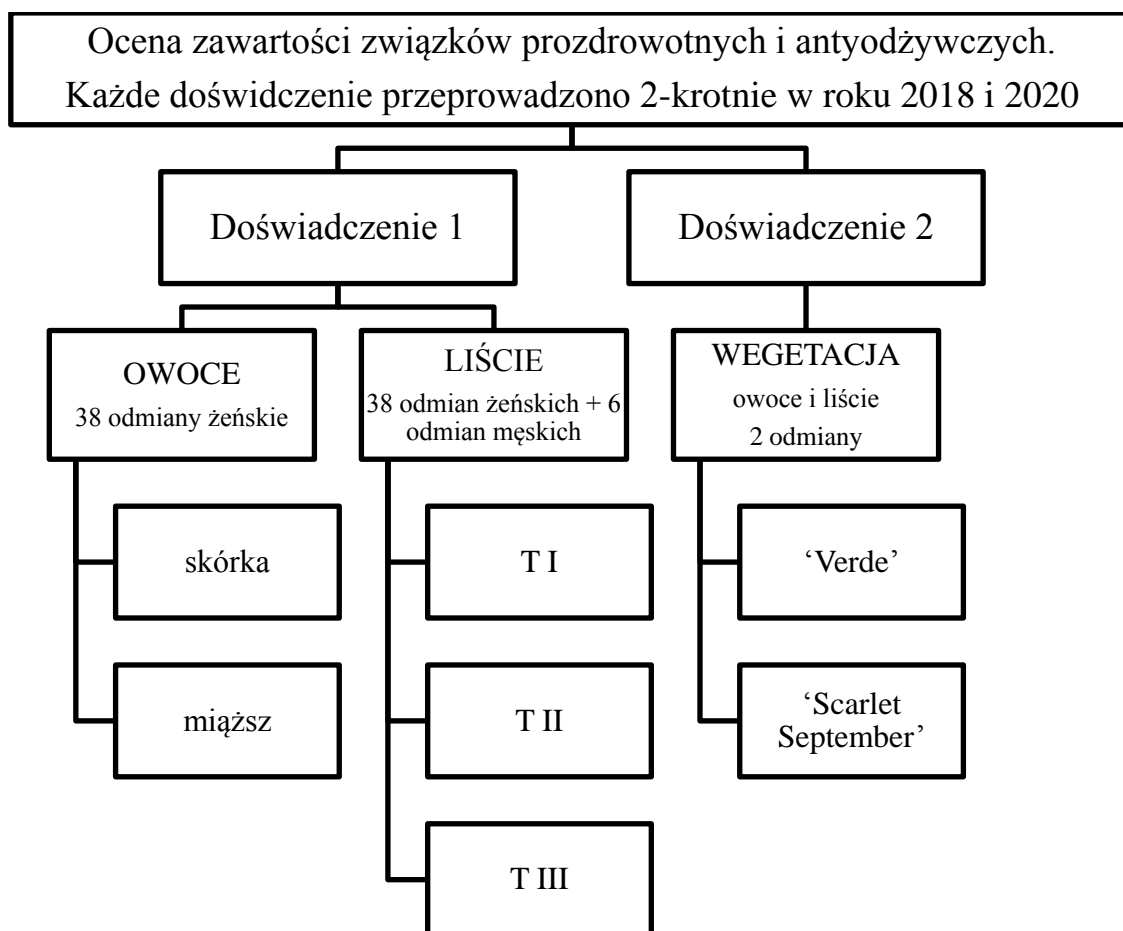 Ocena zawartości związków prozdrowotnych i antyodżywczych.
Każde doświdczenie przeprowadzono 2-krotnie w roku 2018 i 2020
Doświadczenie 1
Doświadczenie 2
OWOCE
38 odmiany żeńskie
LIŚCIE
38 odmian żeńskich + 6
odmian męskich
WEGETACJA
owoce i liście
2 odmiany
skórka
T I
‘Verde’
miąższ
T II
‘Scarlet
September’
T III